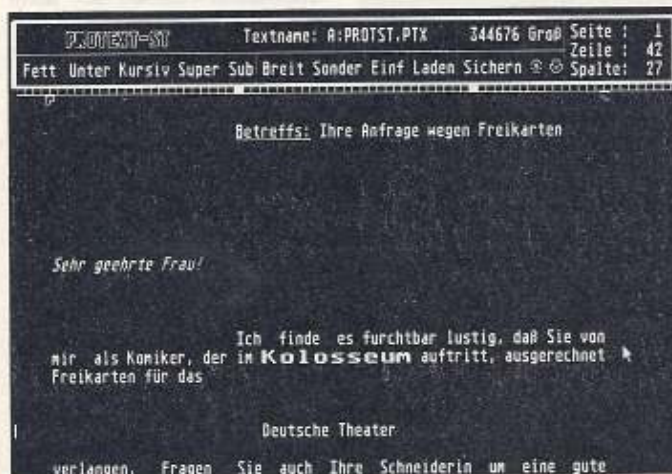 PROTEXT-ST Textname: A:PROTST.PTX 344676 Groß Seite : 1
Zeile : 42
Fett Unter Kursiv Super Sub Breit Sonder Einf Laden Sichern Spalte: 27
Betreffs: Ihre Anfrage wegen Freikarten
Sehr geehrte Frau!
Ich finde es furchtbar lustig, daß Sie von
mir als Komiker, der im Kolosseum auftritt, ausgerechnet
Freikarten für das
Deutsche Theater
verlangen. Fragen Sie auch Ihre Schneiderin um eine gute